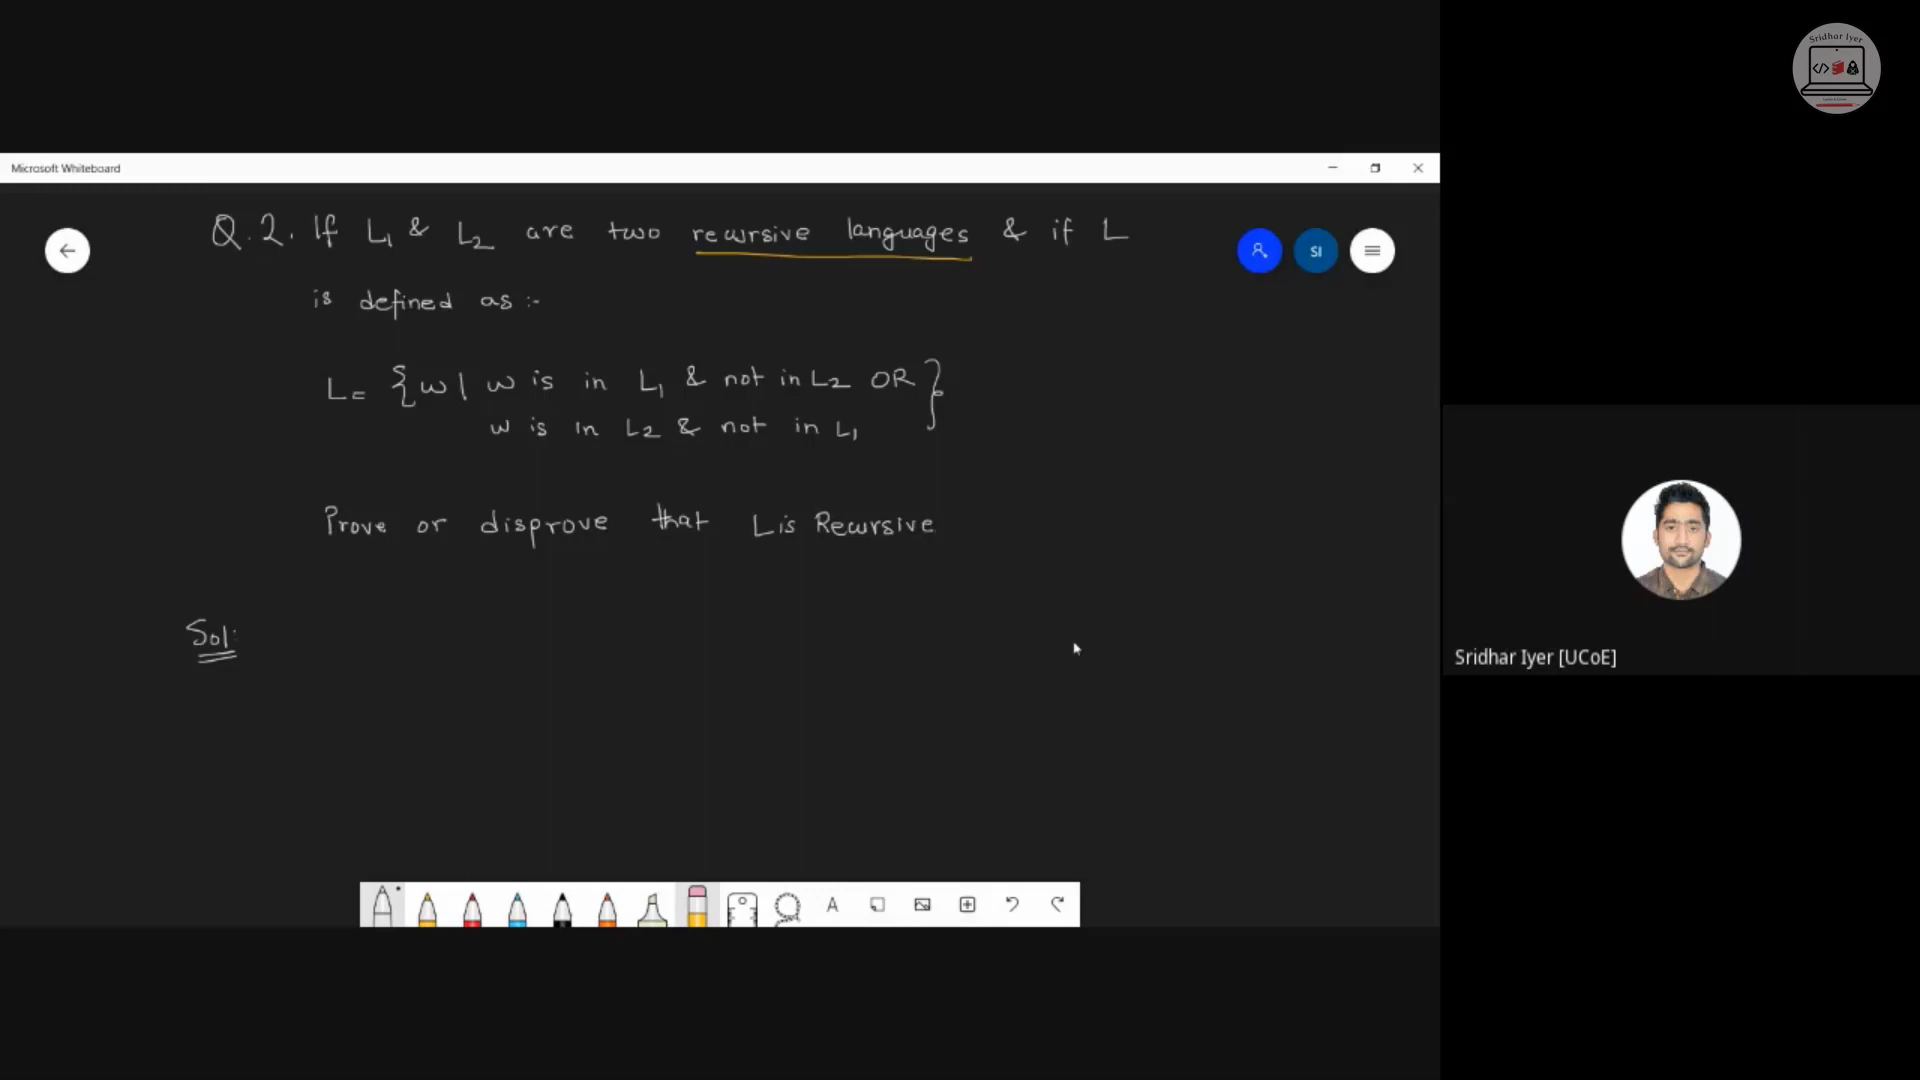 Sridhar Iyer
</>
Microsoft Whiteboard
Q.2. If L1 & L2 are two recursive languages & if L
SI
is defined as :-
L = {w | w is in L1 & not in L2 OR }
w is in L2 & not in L1
Prove or disprove that L is Recursive
Sol:
Sridhar Iyer [UCoE]
A